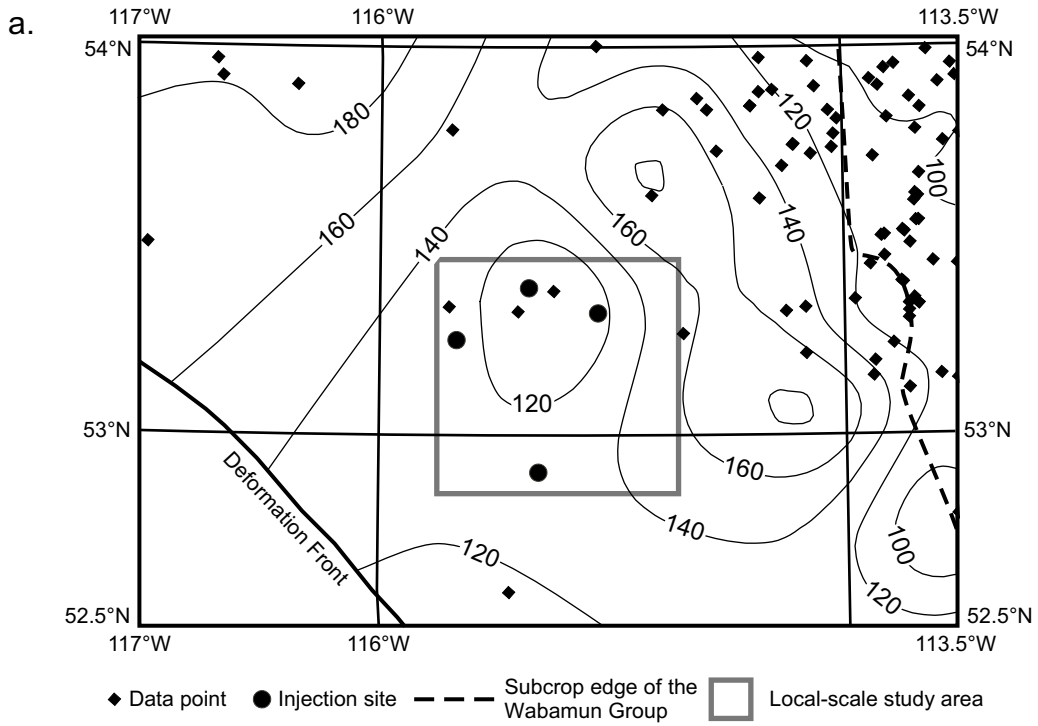 a.
117°W 116°W 113.5°W
54°N 54°N
180
120
100
160
160
140
140
120
53°N 53°N
160
Deformation Front
140
120
100
120
52.5°N 52.5°N
117°W 116°W 113.5°W
Data point Injection site Subcrop edge of the Local-scale study area
Wabamun Group